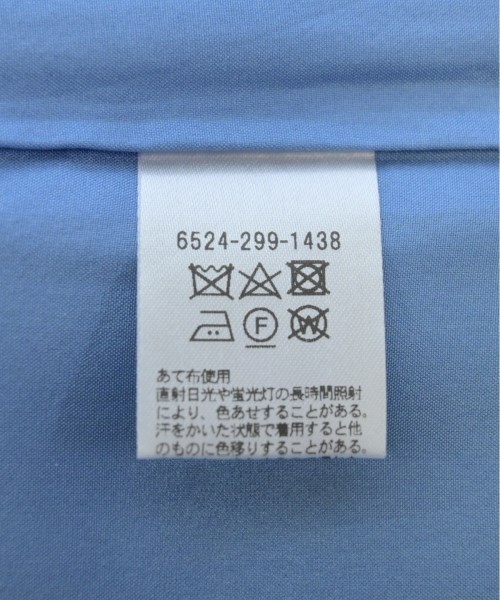 6524-299-1438
F
W
あて布使用
直射日光や蛍光灯の長時間照射
により、色あせすることがある。
汗をかいた状態で着用すると他
のものに色移りすることがある。